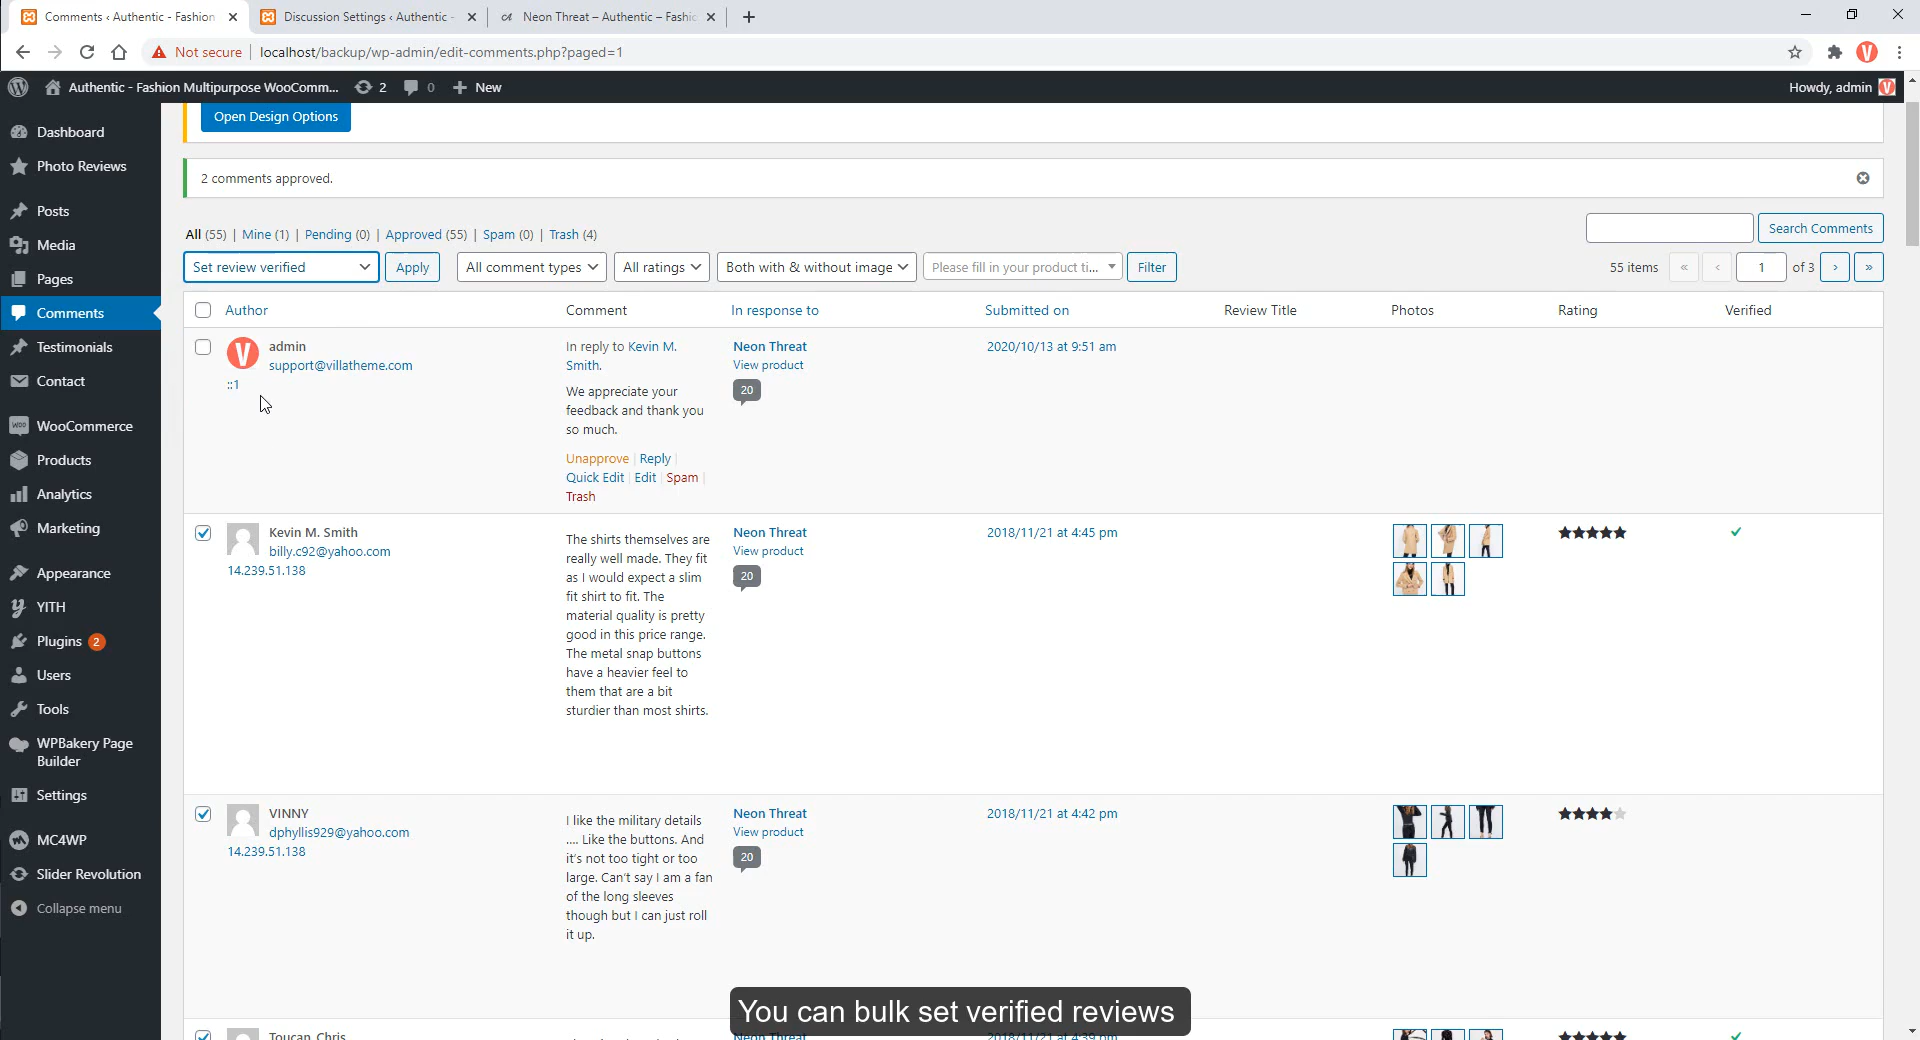 Comments ‹ Authentic - Fashion
Discussion Settings ‹ Authentic -
Neon Threat – Authentic – Fashi
Not secure
localhost/backup/wp-admin/edit-comments.php?paged=1
Authentic - Fashion Multipurpose WooComm...
2
0
New
Howdy, admin
Dashboard
Photo Reviews
Posts
Media
Pages
Comments
Testimonials
Contact
WooCommerce
Products
Analytics
Marketing
Appearance
YITH
Plugins 2
Users
Tools
WPBakery Page
Builder
Settings
MC4WP
Slider Revolution
Collapse menu
Open Design Options
2 comments approved.
All (55) | Mine (1) | Pending (0) | Approved (55) | Spam (0) | Trash (4)
Search Comments
Set review verified
Apply
All comment types
All ratings
Both with & without image
Please fill in your product ti...
Filter
55 items
«
‹
1
of 3
›
»
Author
Comment
In response to
Submitted on
Review Title
Photos
Rating
Verified
admin
support@villatheme.com
::1
In reply to Kevin M.
Smith.
We appreciate your
feedback and thank you
so much.
Unapprove | Reply |
Quick Edit | Edit | Spam |
Trash
Neon Threat
View product
20
2020/10/13 at 9:51 am
Kevin M. Smith
billy.c92@yahoo.com
14.239.51.138
The shirts themselves are
really well made. They fit
as I would expect a slim
fit shirt to fit. The
material quality is pretty
good in this price range.
The metal snap buttons
have a heavier feel to
them that are a bit
sturdier than most shirts.
Neon Threat
View product
20
2018/11/21 at 4:45 pm
VINNY
dphyllis929@yahoo.com
14.239.51.138
I like the military details
.... Like the buttons. And
it's not too tight or too
large. Can't say I am a fan
of the long sleeves
though but I can just roll
it up.
Neon Threat
View product
20
2018/11/21 at 4:42 pm
Toucan Chris
Neon Threat
2018/11/21 at 4:39 pm
You can bulk set verified reviews